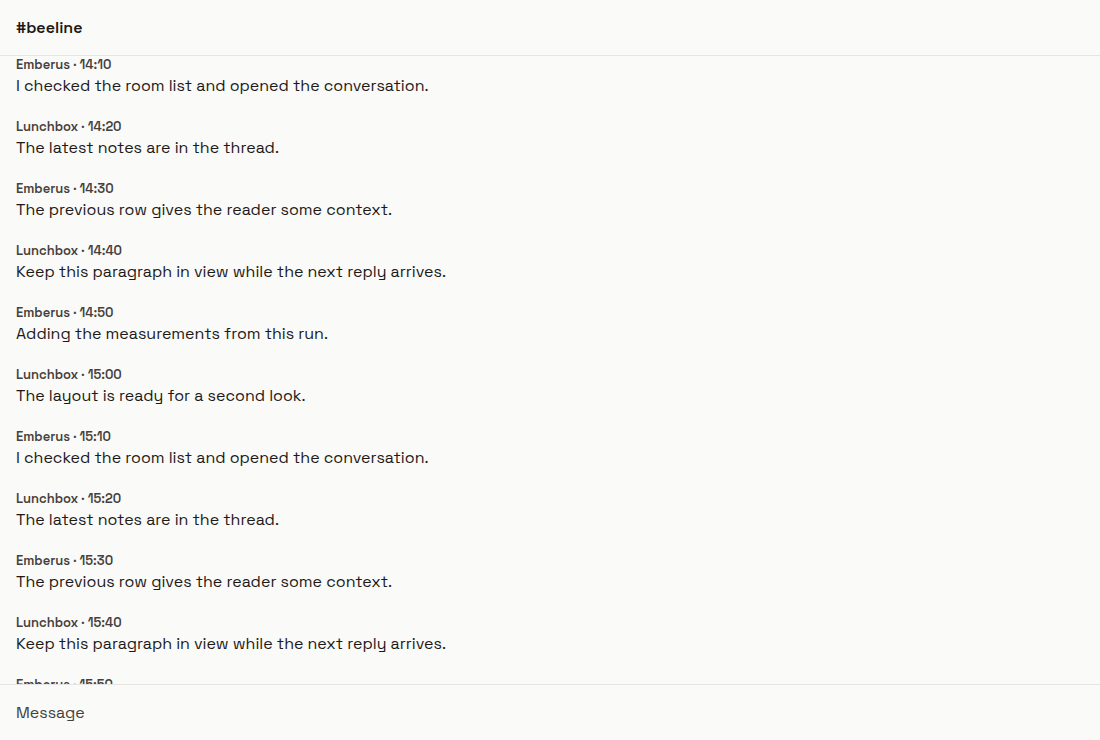 #beeline
Emberus · 14:10
I checked the room list and opened the conversation.
Lunchbox · 14:20
The latest notes are in the thread.
Emberus · 14:30
The previous row gives the reader some context.
Lunchbox · 14:40
Keep this paragraph in view while the next reply arrives.
Emberus · 14:50
Adding the measurements from this run.
Lunchbox · 15:00
The layout is ready for a second look.
Emberus · 15:10
I checked the room list and opened the conversation.
Lunchbox · 15:20
The latest notes are in the thread.
Emberus · 15:30
The previous row gives the reader some context.
Lunchbox · 15:40
Keep this paragraph in view while the next reply arrives.
Emberus · 15:50
Message